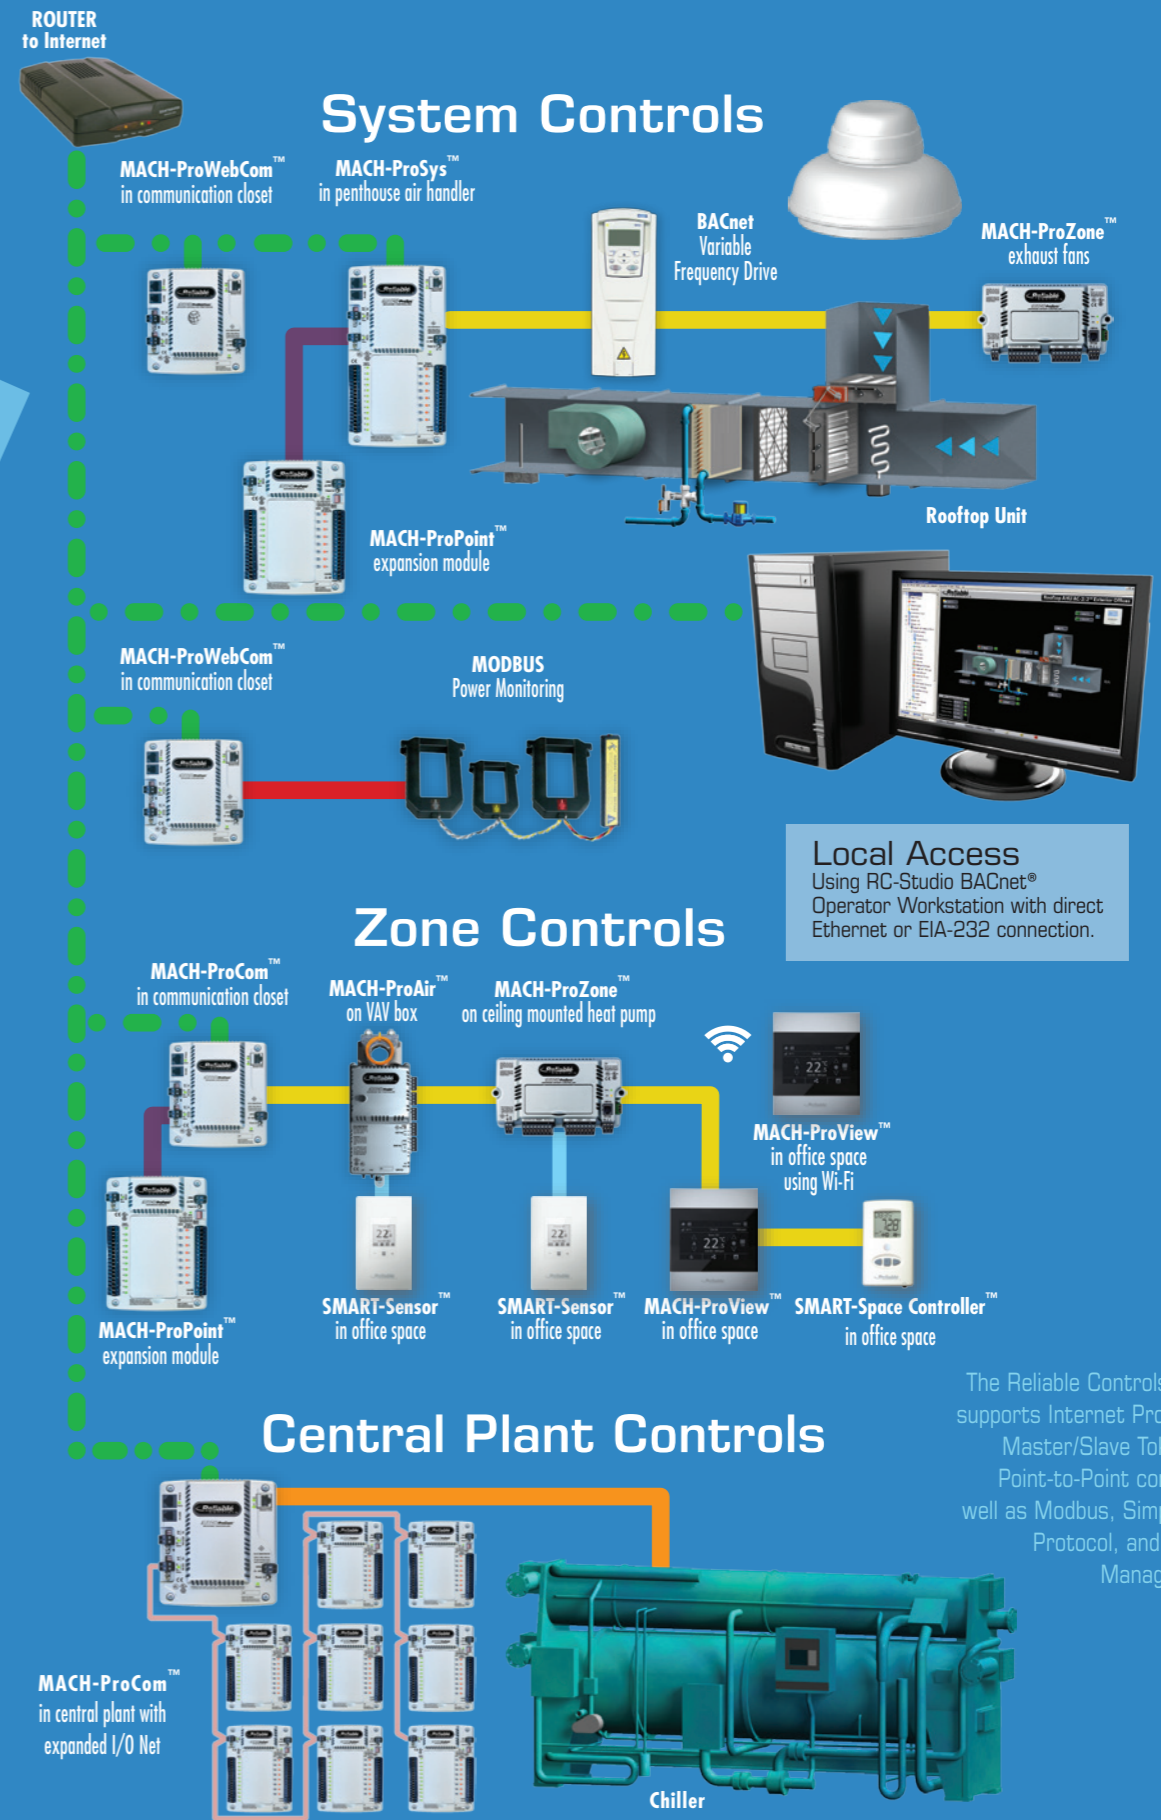 ROUTER
to Internet
System Controls
MACH-ProWebCom™
in communication closet
MACH-ProSys™
in penthouse air handler
BACnet
Variable
Frequency Drive
MACH-ProZone™
exhaust fans
MACH-ProPoint™
expansion module
Rooftop Unit
MACH-ProWebCom™
in communication closet
MODBUS
Power Monitoring
Local Access
Using RC-Studio BACnet®
Operator Workstation with direct
Ethernet or EIA-232 connection.
Zone Controls
MACH-ProCom™
in communication closet
MACH-ProAir™
on VAV box
MACH-ProZone™
on ceiling mounted heat pump
MACH-ProView™
in office space
using Wi-Fi
MACH-ProPoint™
expansion module
SMART-Sensor™
in office space
SMART-Sensor™
in office space
MACH-ProView™
in office space
SMART-Space Controller™
in office space
The Reliable Controls
supports Internet Pro
Master/Slave Tol
Point-to-Point co
well as Modbus, Sim
Protocol, and
Manag
Central Plant Controls
MACH-ProCom™
in central plant with
expanded I/O Net
Chiller